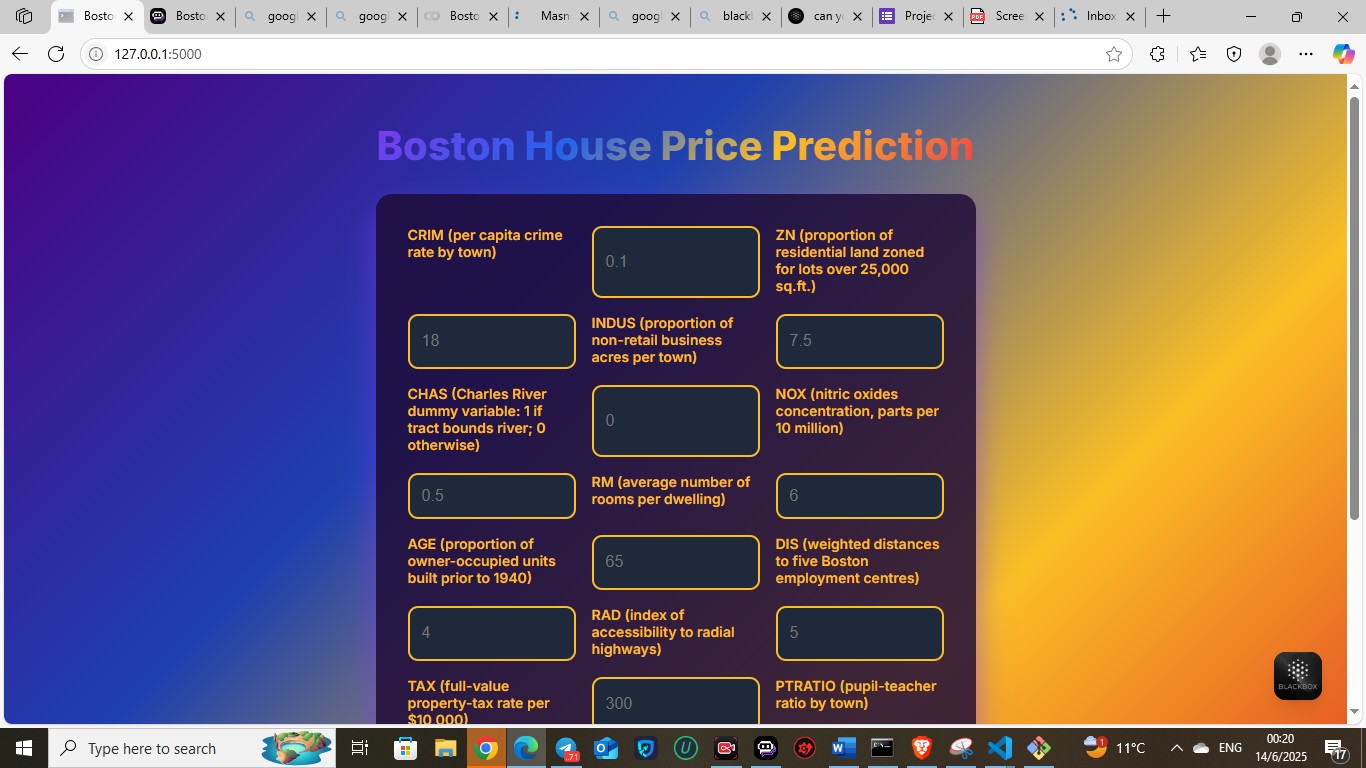 Bosto
Bosto
googl
googl
Bosto
Masn
googl
blackl
can y
Proje
Scree
Inbox
127.0.0.1:5000
Boston House Price Prediction
CRIM (per capita crime
rate by town)
0.1
ZN (proportion of
residential land zoned
for lots over 25,000
sq.ft.)
18
INDUS (proportion of
non-retail business
acres per town)
7.5
CHAS (Charles River
dummy variable: 1 if
tract bounds river; 0
otherwise)
0
NOX (nitric oxides
concentration, parts per
10 million)
0.5
RM (average number of
rooms per dwelling)
6
AGE (proportion of
owner-occupied units
built prior to 1940)
65
DIS (weighted distances
to five Boston
employment centres)
4
RAD (index of
accessibility to radial
highways)
5
TAX (full-value
property-tax rate per
$10,000)
300
PTRATIO (pupil-teacher
ratio by town)
BLACKBOX
Type here to search
71
1
11°C
ENG
00:20
14/6/2025
17